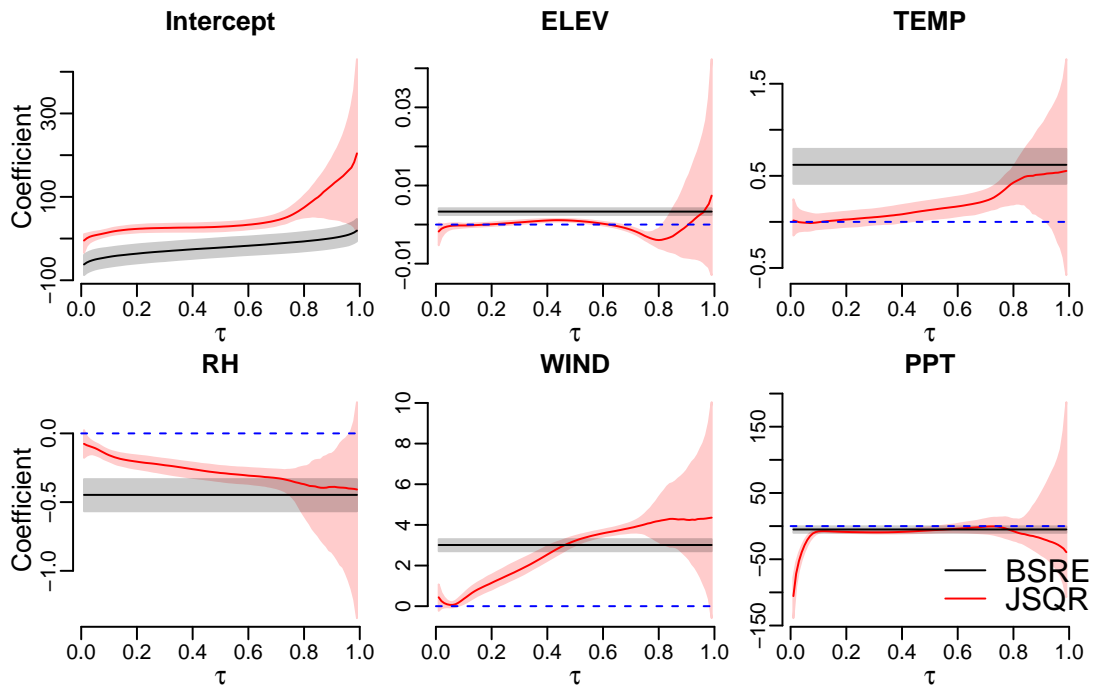 Intercept ELEV TEMP
Coefficient
−100 100 300
0.0 0.2 0.4 0.6 0.8 1.0
τ
−0.01 0.01 0.03
0.0 0.2 0.4 0.6 0.8 1.0
τ
−0.5 0.5 1.5
0.0 0.2 0.4 0.6 0.8 1.0
τ
RH WIND PPT
Coefficient
−1.0 −0.5 0.0
0.0 0.2 0.4 0.6 0.8 1.0
τ
0 2 4 6 8 10
0.0 0.2 0.4 0.6 0.8 1.0
τ
−150 −50 50 150
0.0 0.2 0.4 0.6 0.8 1.0
τ
BSRE
JSQR